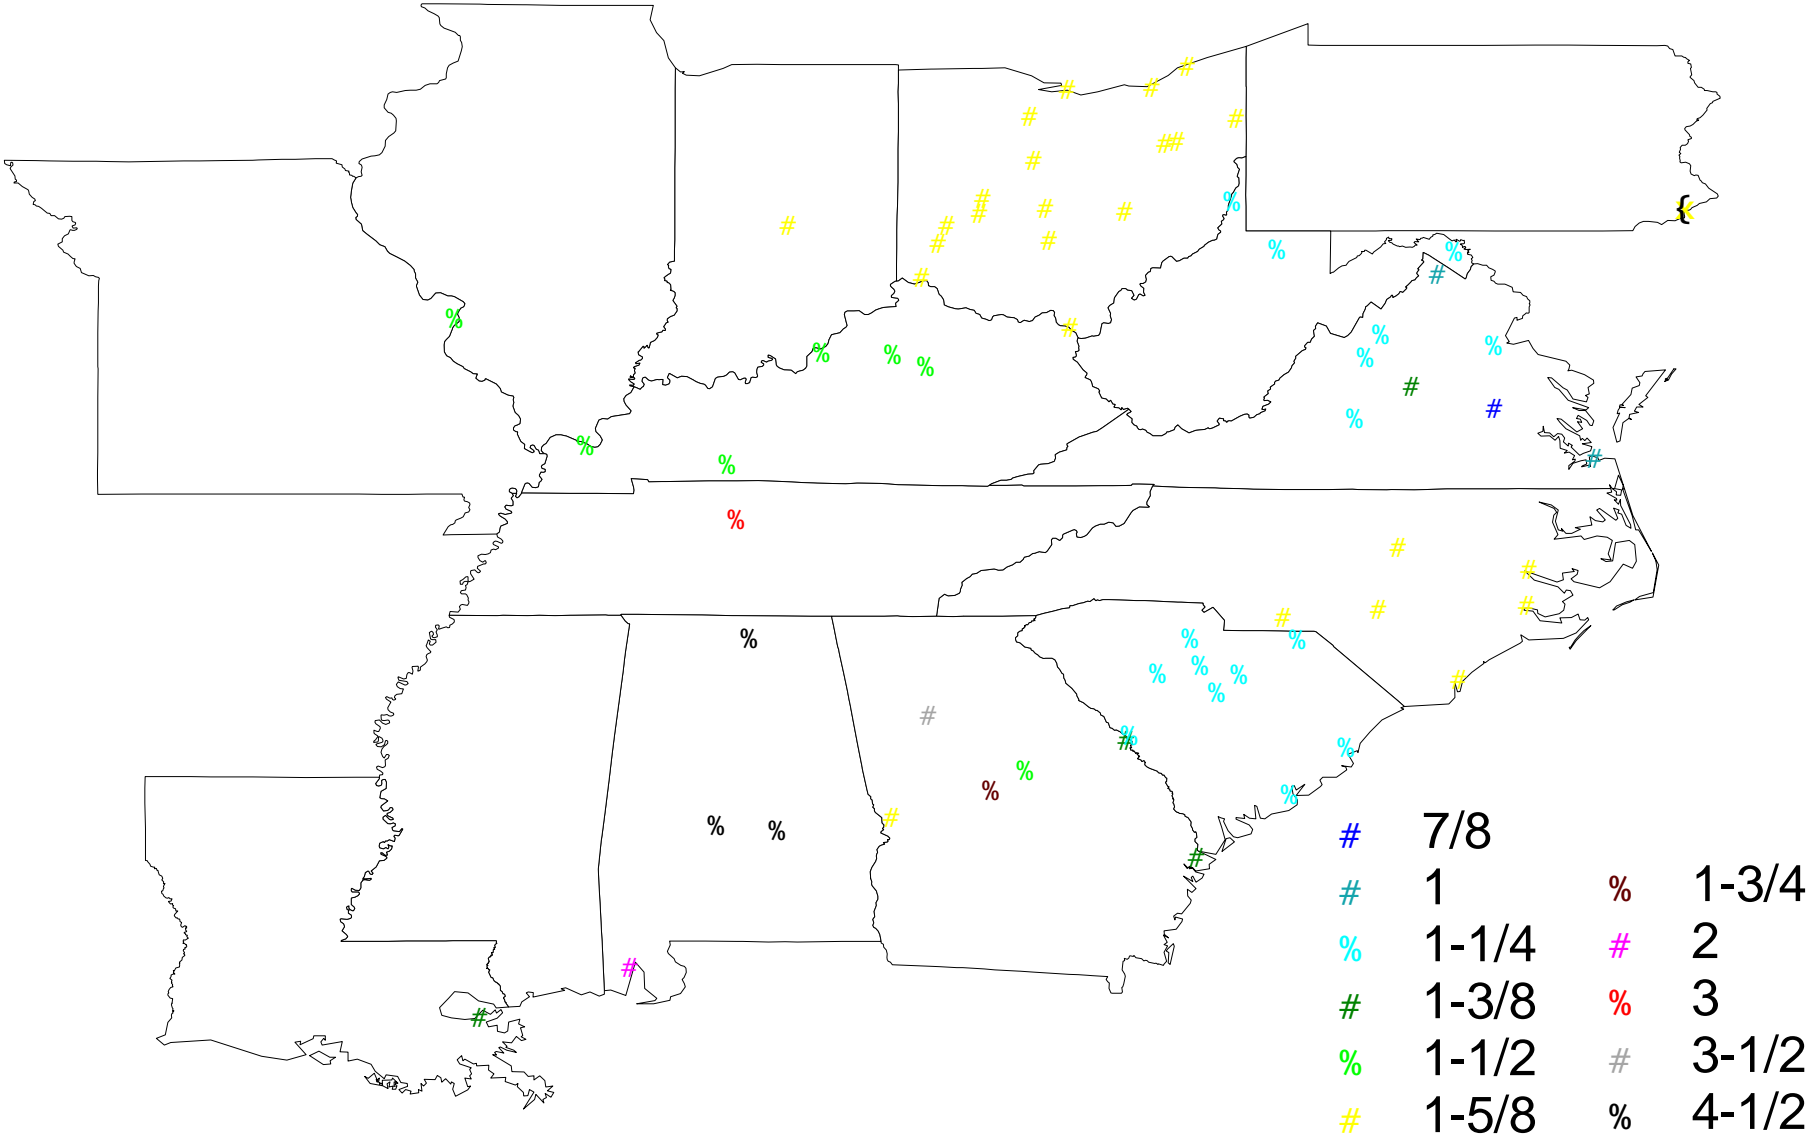 # 7/8
# 1 % 1-3/4
% 1-1/4 # 2
# 1-3/8 % 3
% 1-1/2 # 3-1/2
# 1-5/8 % 4-1/2